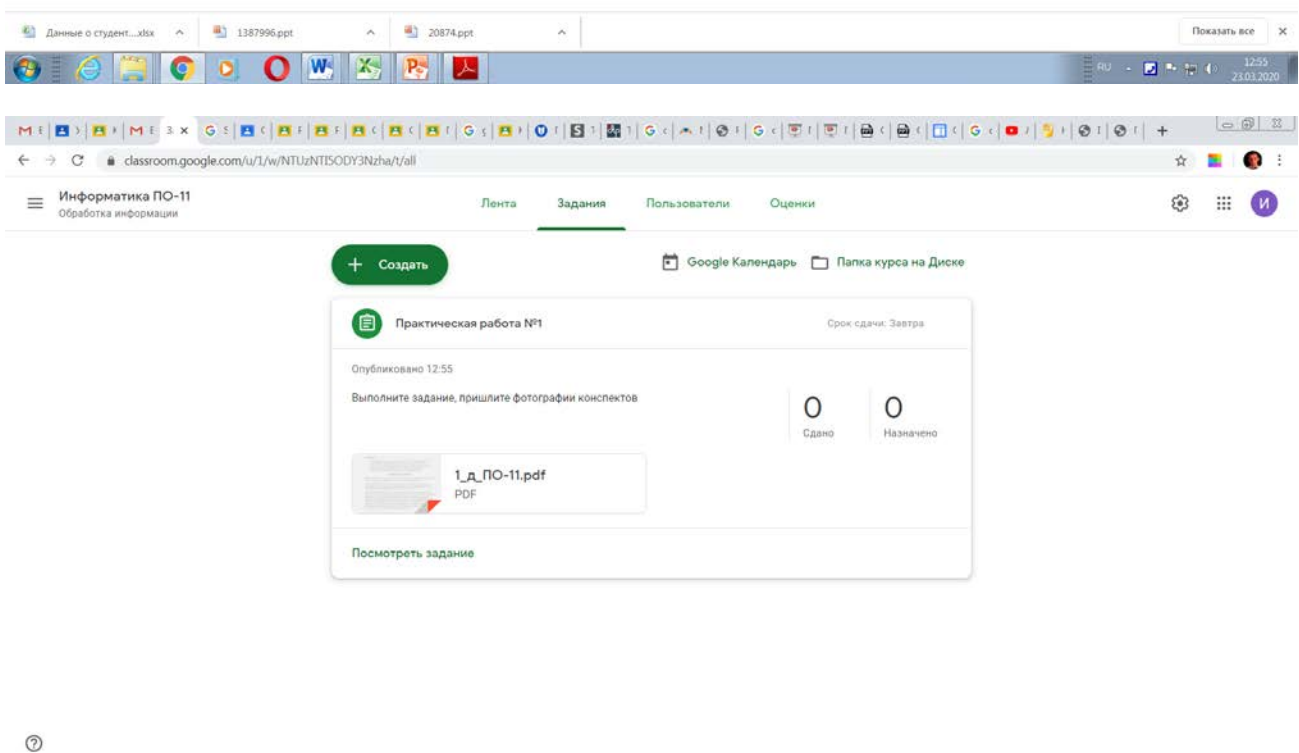 Данные о студент....xlsx
1387996.ppt
20874.ppt
Показать все
RU
12:55
23.03.2020
classroom.google.com/u/1/w/NTUzNTI5ODY3Nzha/t/all
Информатика ПО-11
Обработка информации
Лента
Задания
Пользователи
Оценки
И
Создать
Google Календарь
Папка курса на Диске
Практическая работа №1
Срок сдачи: Завтра
Опубликовано 12:55
Выполните задание, пришлите фотографии конспектов
0
Сдано
0
Назначено
1_д_ПО-11.pdf
PDF
Посмотреть задание